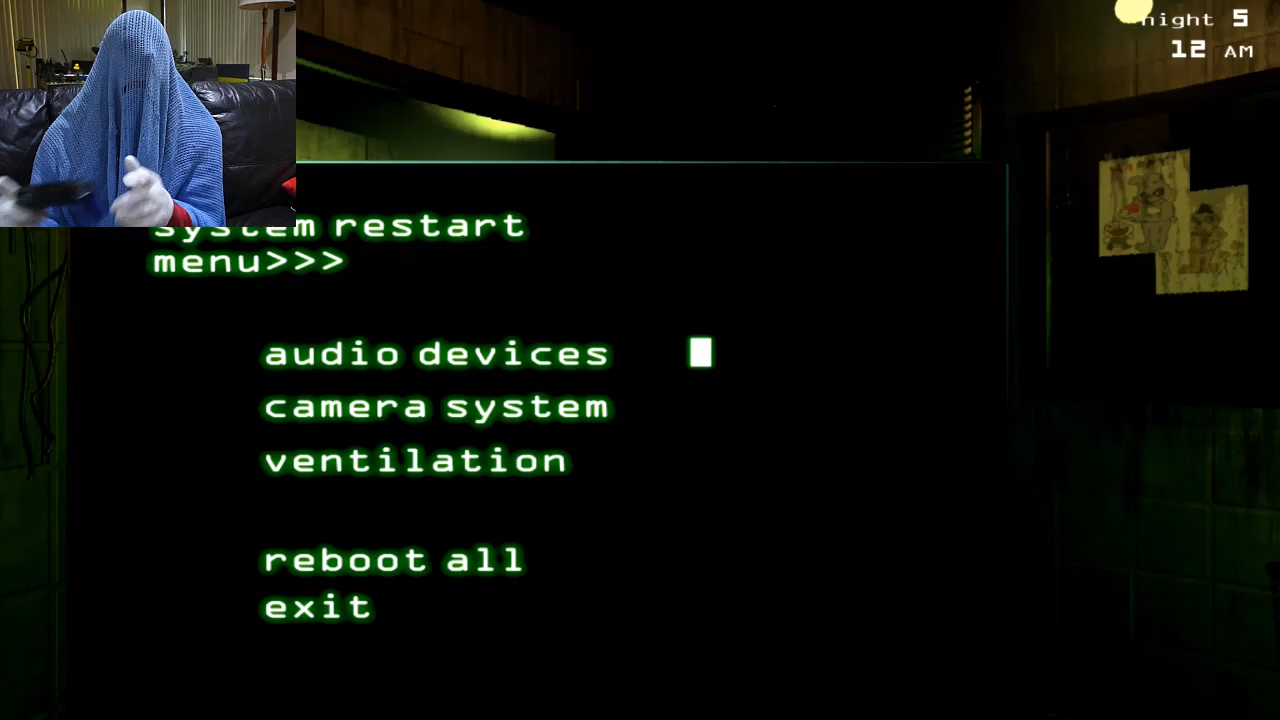 night 5
12 AM
system restart
menu>>>
audio devices
camera system
ventilation
reboot all
exit